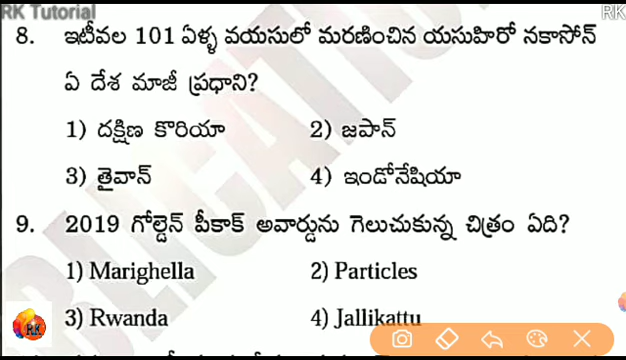 RK Tutorial
RK
8. ఇటీవల 101 ఏళ్ళ వయసులో మరణించిన యసుహిరో నకాసోన్
ఏ దేశ మాజీ ప్రధాని?
1) దక్షిణ కొరియా 2) జపాన్
3) తైవాన్ 4) ఇండోనేషియా
9. 2019 గోల్డెన్ పీకాక్ అవార్డును గెలుచుకున్న చిత్రం ఏది?
1) Marighella 2) Particles
3) Rwanda 4) Jallikattu
RK